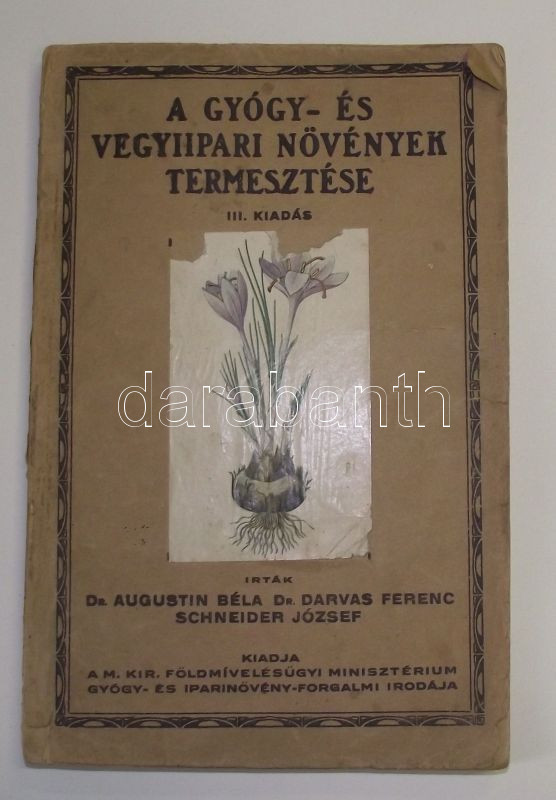 A GYÓGY- ÉS
VEGYIIPARI NÖVÉNYEK
TERMESZTÉSE
III. KIADÁS
darabanth
IRTÁK
DR. AUGUSTIN BÉLA DR. DARVAS FERENC
SCHNEIDER JÓZSEF
KIADJA
A M. KIR. FÖLDMÍVELÉSÜGYI MINISZTÉRIUM
GYÓGY- ÉS IPARINÖVÉNY-FORGALMI IRODÁJA